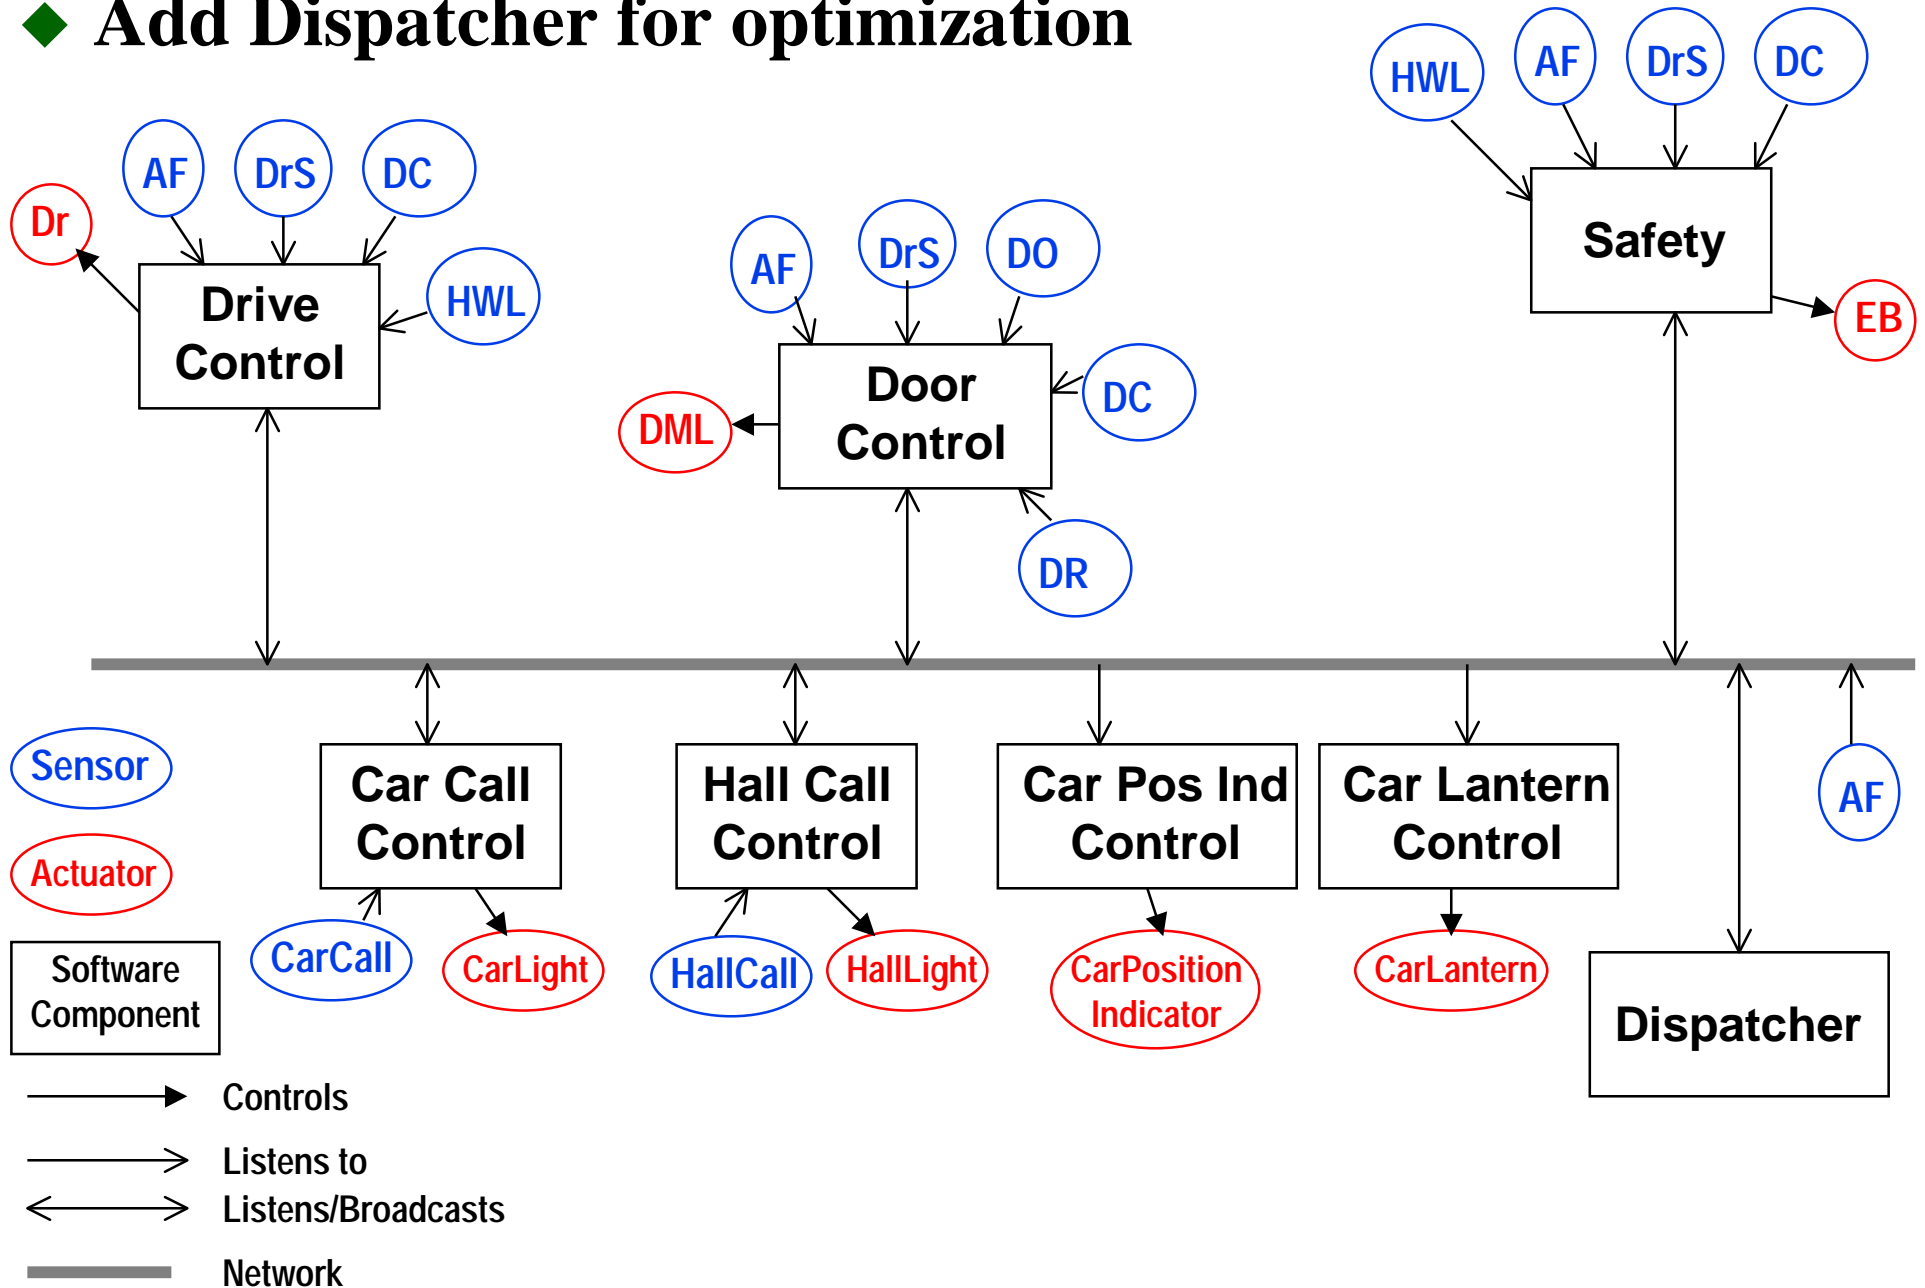 ◆ Add Dispatcher for optimization
HWL
AF
DrS
DC
Safety
EB
AF
DrS
DC
Dr
Drive
Control
HWL
AF
DrS
DO
Door
Control
DC
DML
DR
Sensor
Actuator
Software
Component
Car Call
Control
Hall Call
Control
Car Pos Ind
Control
Car Lantern
Control
AF
CarCall
CarLight
HallCall
HallLight
CarPosition
Indicator
CarLantern
Dispatcher
Controls
Listens to
Listens/Broadcasts
Network